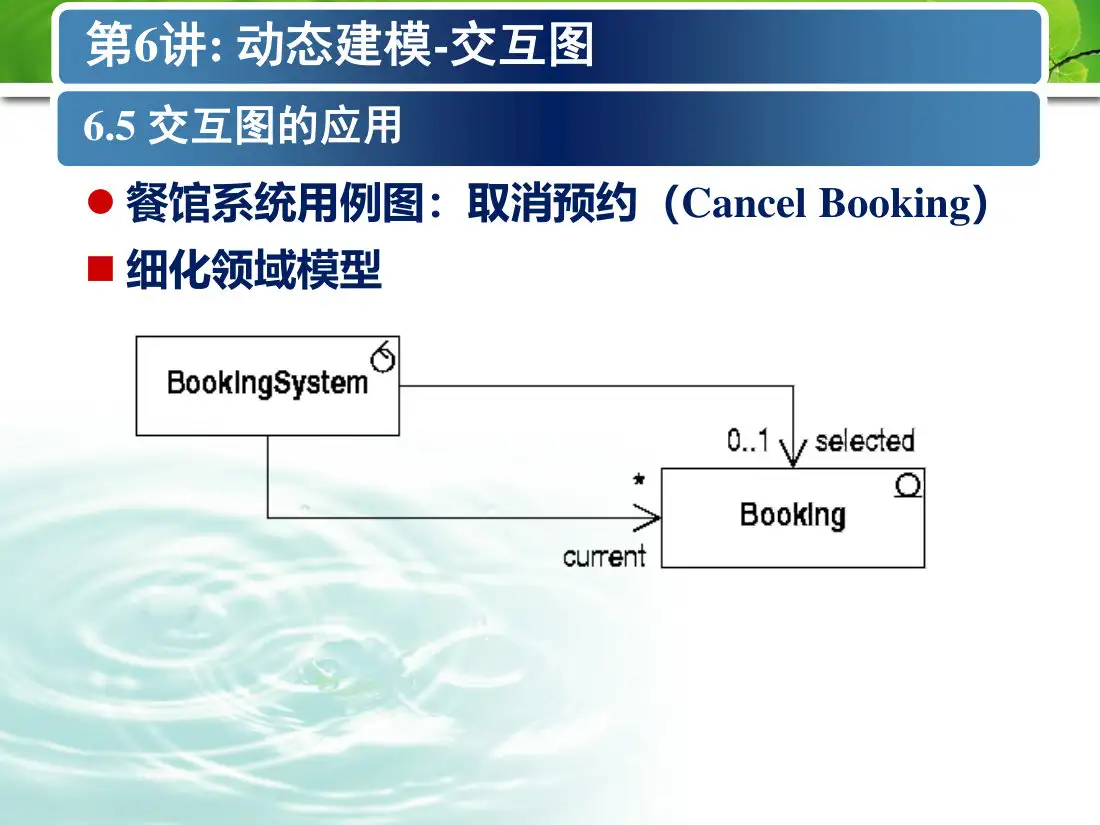 第6讲: 动态建模-交互图
6.5 交互图的应用
餐馆系统用例图：取消预约（Cancel Booking）
细化领域模型
BookingSystem
0..1 selected
*
Booking
current